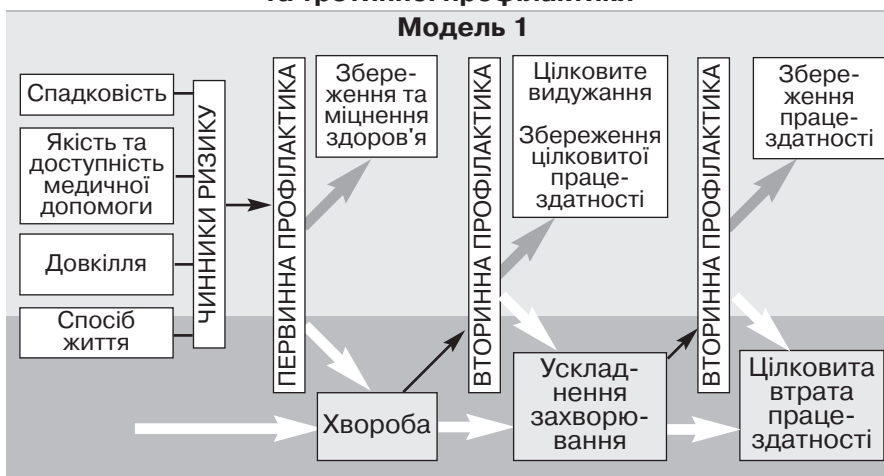 та третинної профілактики
Модель 1
Спадковість
Якість та
доступність
медичної
допомоги
Довкілля
Спосіб
життя
ЧИННИКИ РИЗИКУ
ПЕРВИННА ПРОФІЛАКТИКА
Збере-
ження та
міцнення
здоров'я
Хвороба
ВТОРИННА ПРОФІЛАКТИКА
Цілковите
видужання
Збереження
цілковитої
праце-
здатності
Усклад-
нення
захворю-
вання
ВТОРИННА ПРОФІЛАКТИКА
Збере-
ження
праце-
здатності
Цілковита
втрата
праце-
здатності